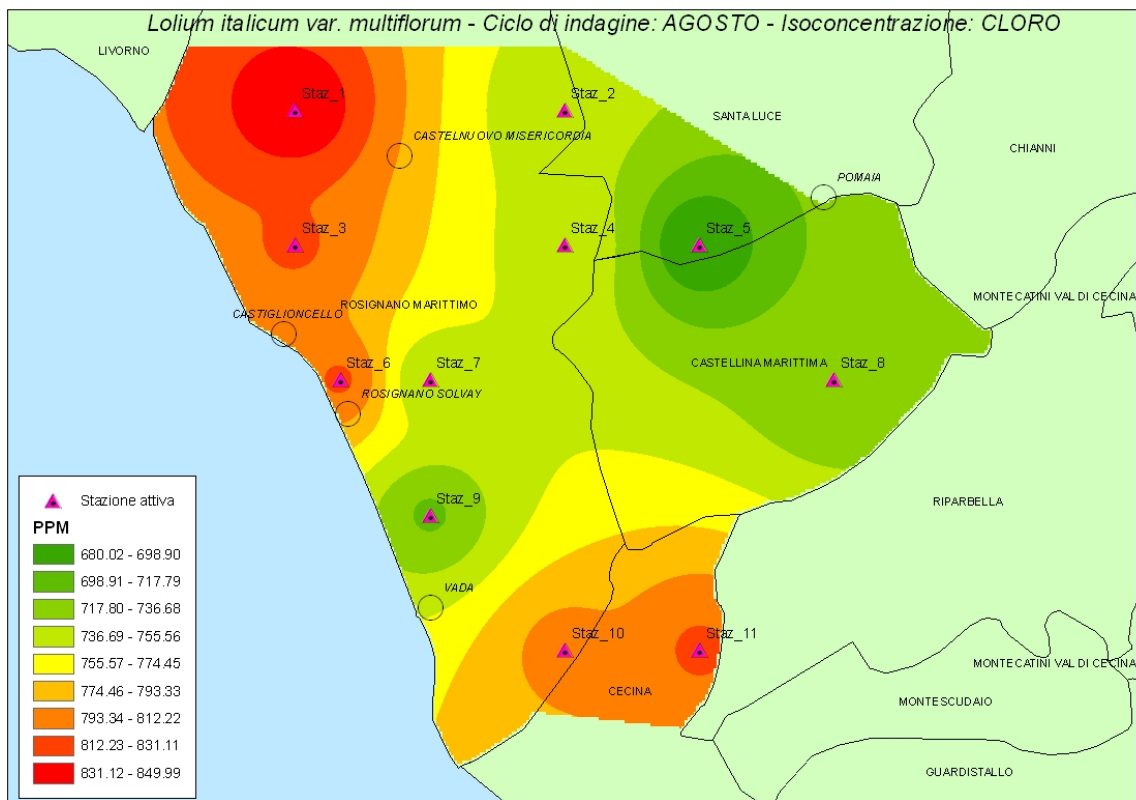 Lolium italicum var. multiflorum - Ciclo di indagine: AGOSTO - Isoconcentrazione: CLORO
LIVORNO
Staz_1
Staz_2
SANTA LUCE
CASTELNUOVO MISERICORDIA
CHIANNI
POMAIA
Staz_3
Staz_4
Staz_5
MONTECATINI VAL DI CECINA
ROSIGNANO MARITTIMO
CASTIGLIONCELLO
Staz_6
Staz_7
CASTELLINA MARITTIMA
Staz_8
ROSIGNANO SOLVAY
Staz_9
RIPARBELLA
VADA
Staz_10
Staz_11
MONTECATINI VAL DI CECINA
CECINA
MONTESCUDAIO
GUARDISTALLO
Stazione attiva
PPM
680.02 - 698.90
698.91 - 717.79
717.80 - 736.68
736.69 - 755.56
755.57 - 774.45
774.46 - 793.33
793.34 - 812.22
812.23 - 831.11
831.12 - 849.99